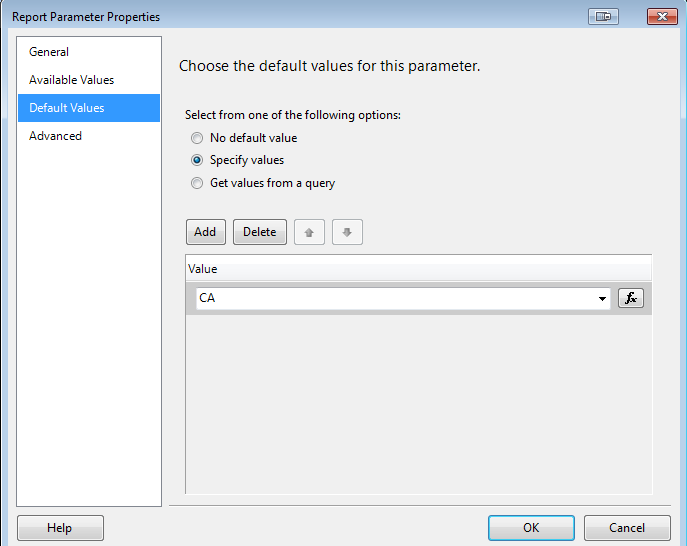 Report Parameter Properties
General
Available Values
Default Values
Advanced
Choose the default values for this parameter.
Select from one of the following options:
No default value
Specify values
Get values from a query
Add Delete
Value
CA fx
Help OK Cancel